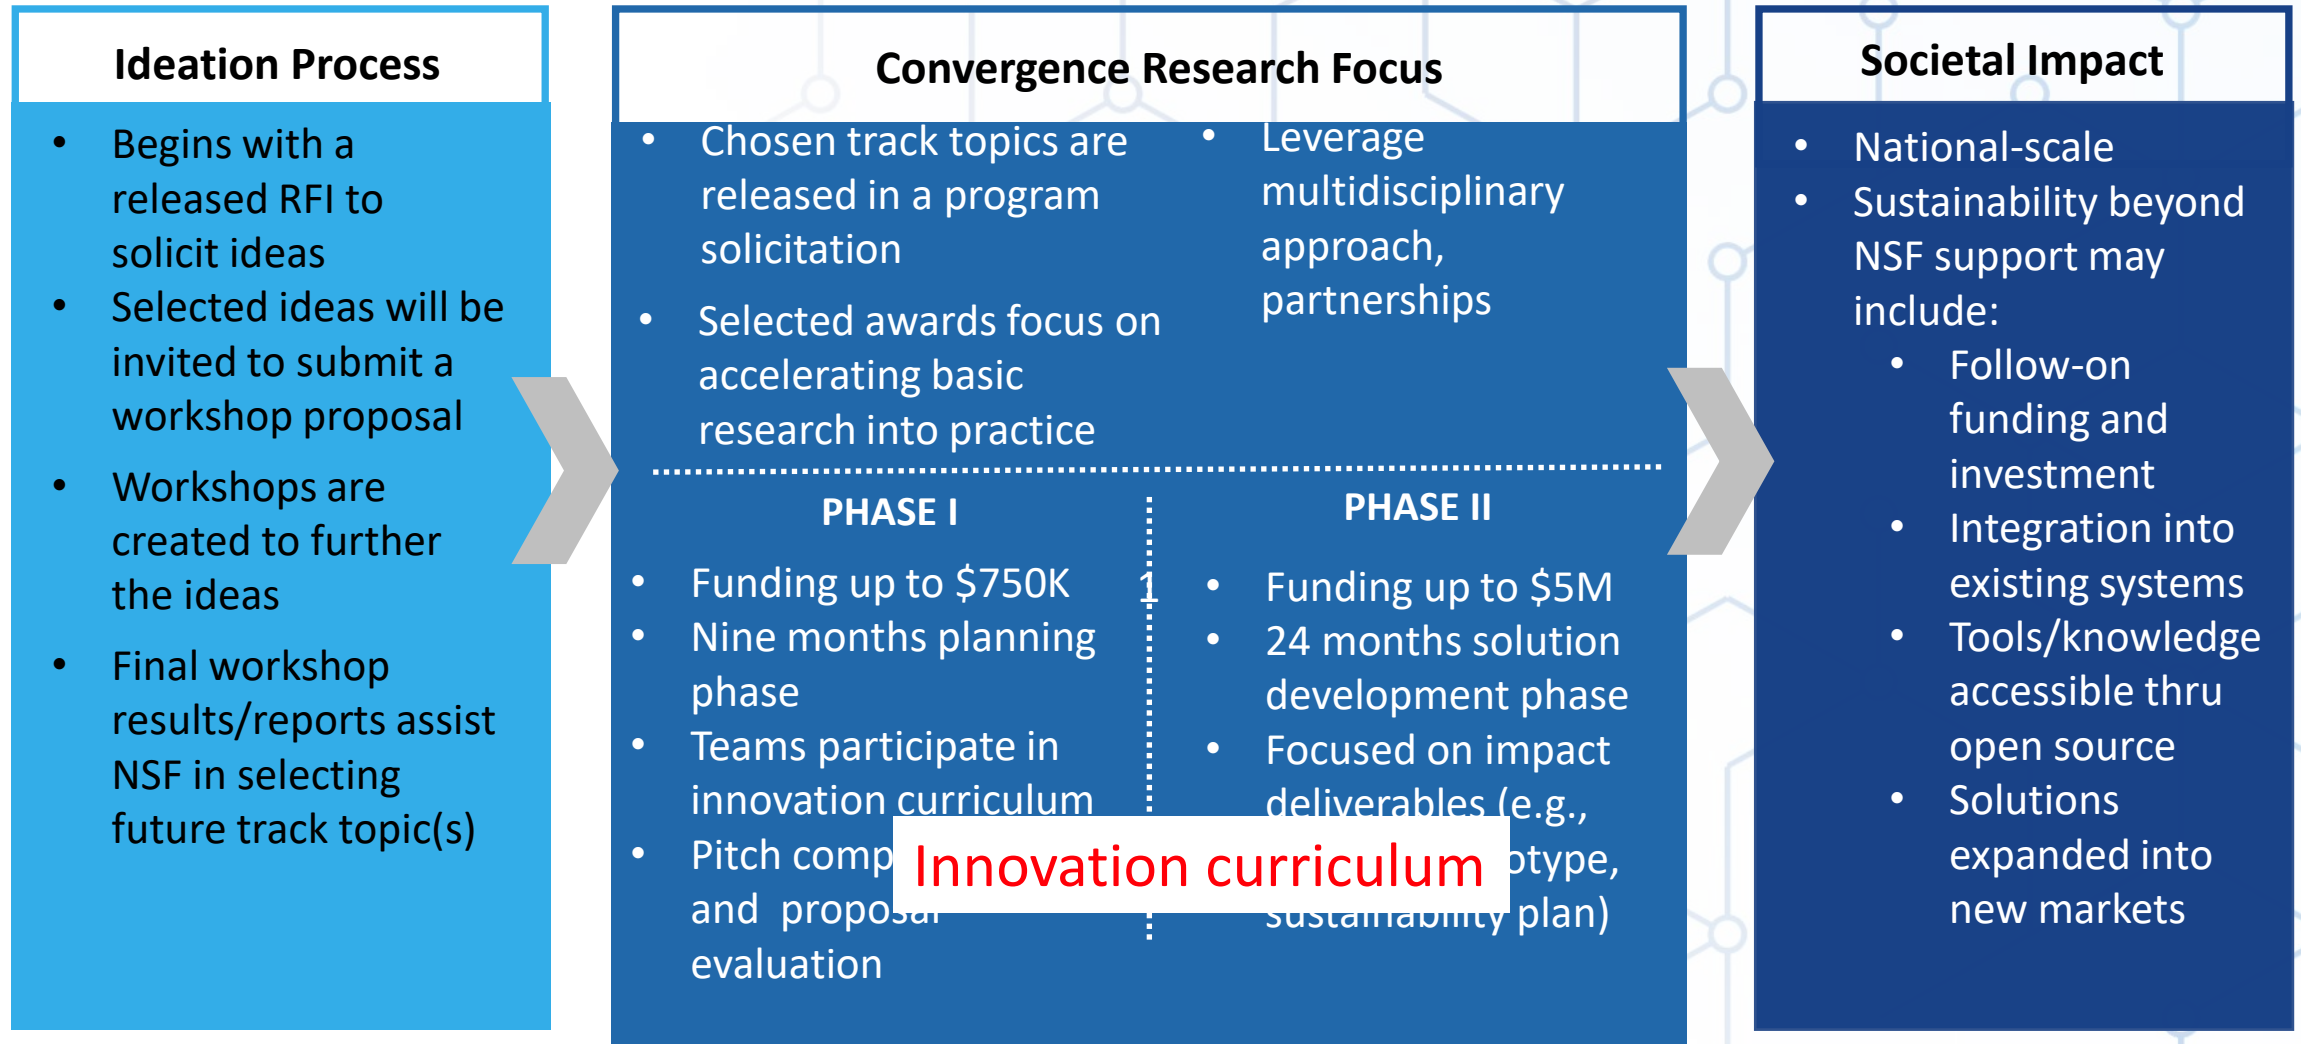 Ideation Process
• Begins with a
released RFI to
solicit ideas
• Selected ideas will be
invited to submit a
workshop proposal
• Workshops are
created to further
the ideas
• Final workshop
results/reports assist
NSF in selecting
future track topic(s)
Convergence Research Focus
• Chosen track topics are
released in a program
solicitation
• Selected awards focus on
accelerating basic
research into practice
• Leverage
multidisciplinary
approach,
partnerships
PHASE I
• Funding up to $750K
• Nine months planning
phase
• Teams participate in
innovation curriculum
• Pitch
and proposal
evaluation
1
PHASE II
• Funding up to $5M
• 24 months solution
development phase
• Focused on impact
deliverables (e.g.,
sustainability plan)
Innovation curriculum
Societal Impact
• National-scale
• Sustainability beyond
NSF support may
include:
• Follow-on
funding and
investment
• Integration into
existing systems
• Tools/knowledge
accessible thru
open source
• Solutions
expanded into
new markets